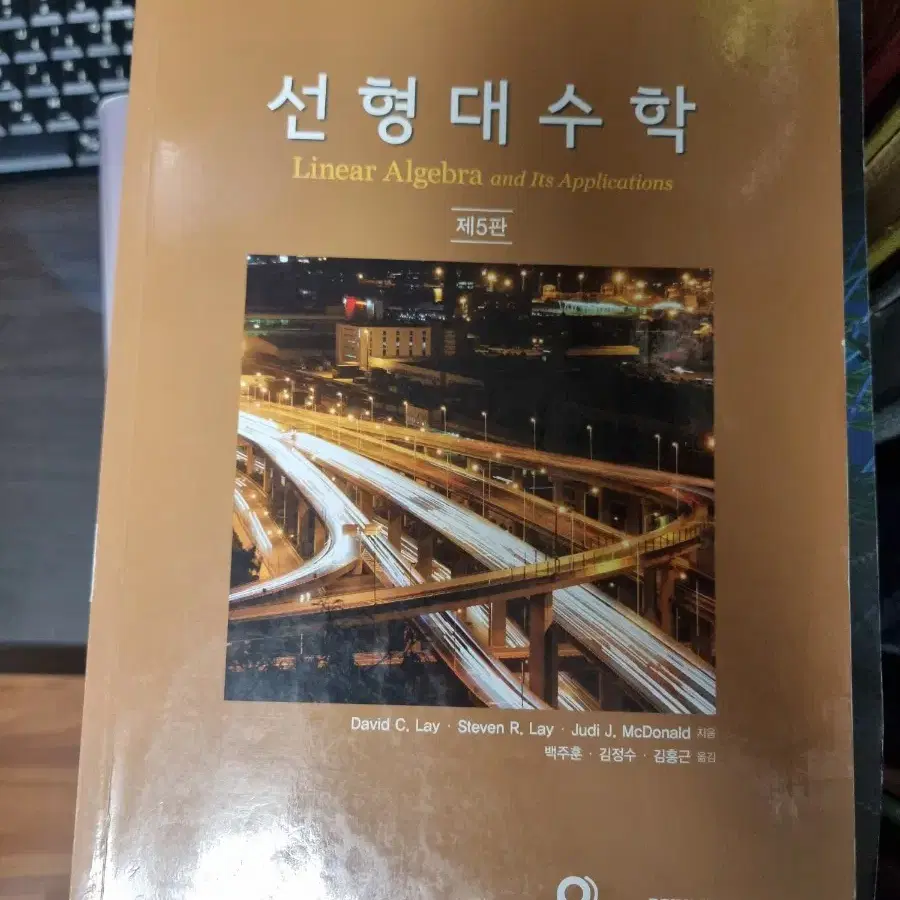 선형대수학
Linear Algebra and Its Applications
제5판
David C. Lay · Steven R. Lay · Judi J. McDonald 지음
백주훈 · 김정수 · 김홍근 옮김